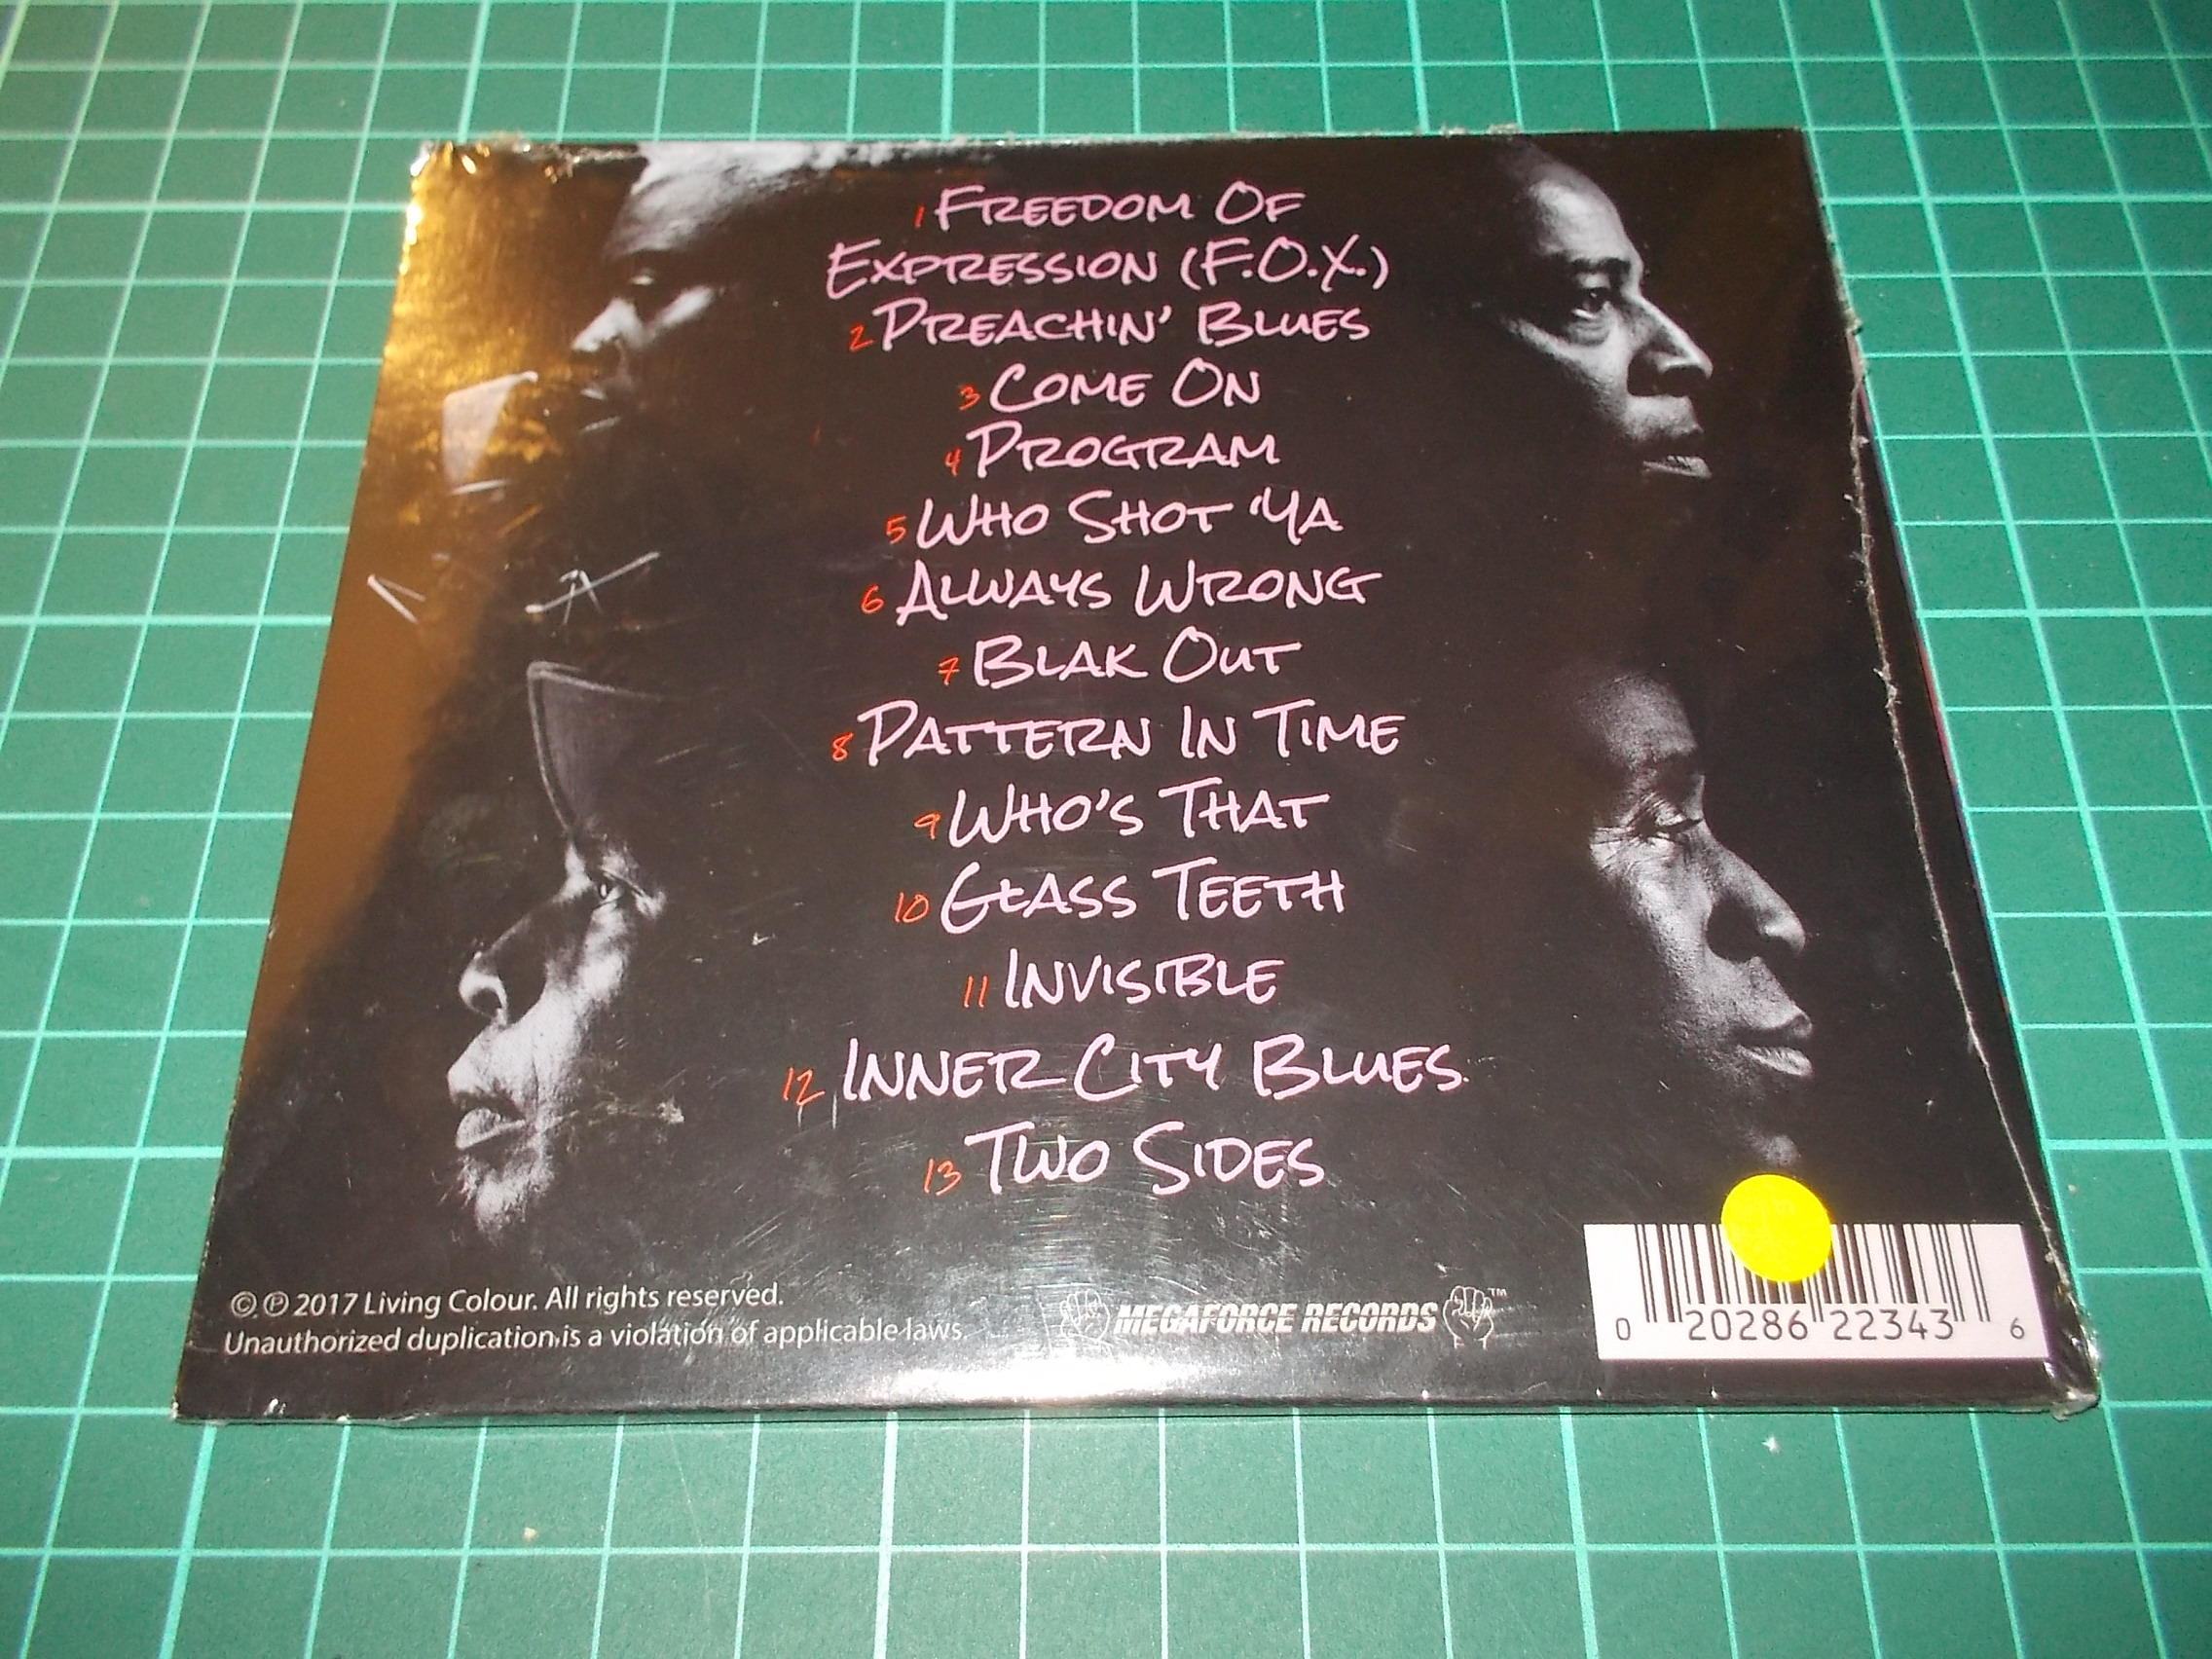 1 FREEDOM OF
EXPRESSION (F.O.X.)
2 PREACHIN' BLUES
3 COME ON
4 PROGRAM
5 WHO SHOT 'YA
6 ALWAYS WRONG
7 BLAK OUT
8 PATTERN IN TIME
9 WHO'S THAT
10 GLASS TEETH
11 INVISIBLE
12 INNER CITY BLUES
13 TWO SIDES
© ℗ 2017 Living Colour. All rights reserved.
Unauthorized duplication is a violation of applicable laws.
MEGAFORCE RECORDS ™
0 20286 22343 6